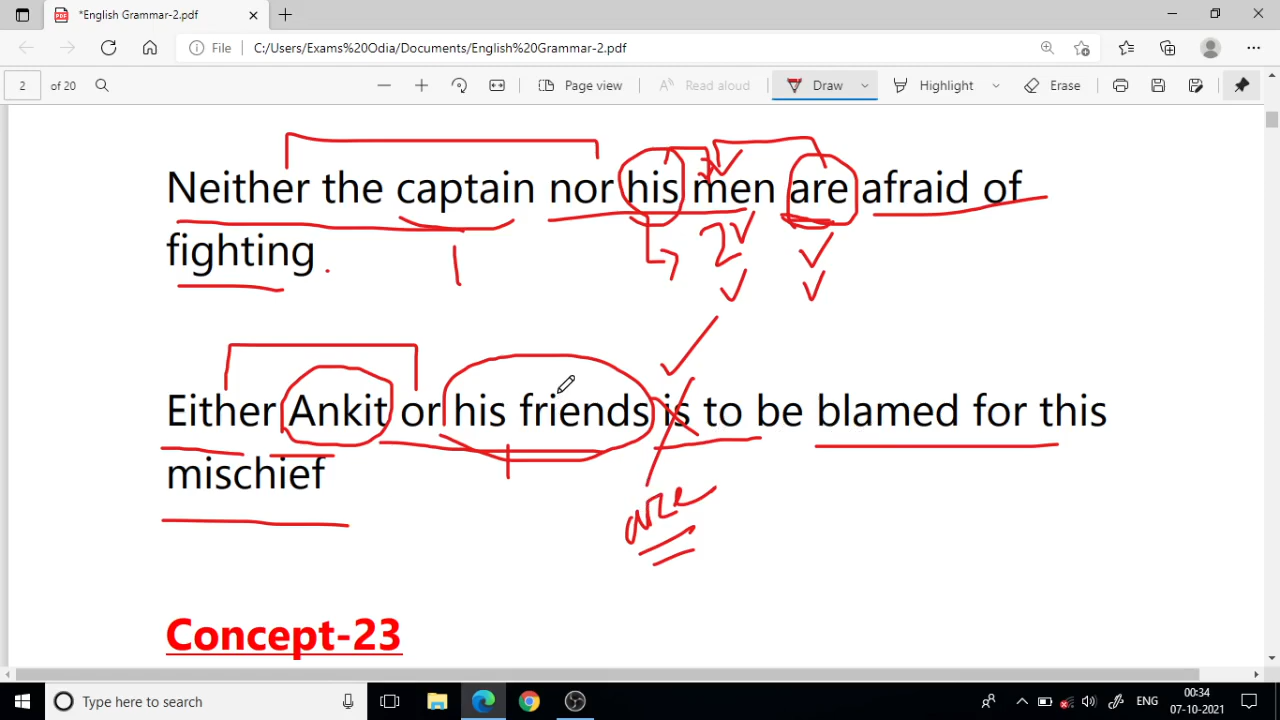 *English Grammar-2.pdf
File C:/Users/Exams%20Odia/Documents/English%20Grammar-2.pdf
2 of 20 Page view Read aloud Draw Highlight Erase
Neither the captain nor his men are afraid of
1 2
fighting .
Either Ankit or his friends is to be blamed for this
mischief
are
Concept-23
Type here to search ENG 00:34
07-10-2021